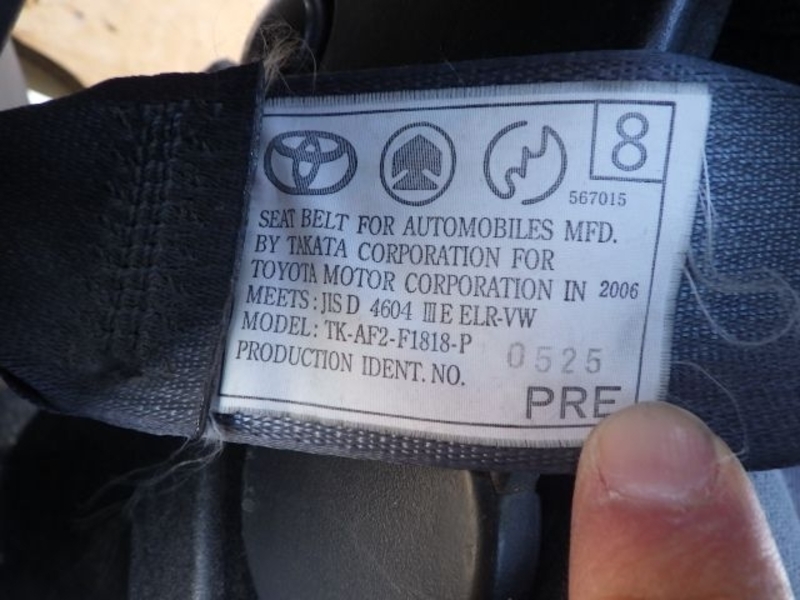 8
567015
SEAT BELT FOR AUTOMOBILES MFD.
BY TAKATA CORPORATION FOR
TOYOTA MOTOR CORPORATION IN 2006
MEETS: JIS D 4604 III E ELR-VW
MODEL: TK-AF2-F1818-P
PRODUCTION IDENT. NO. 0525
PRE